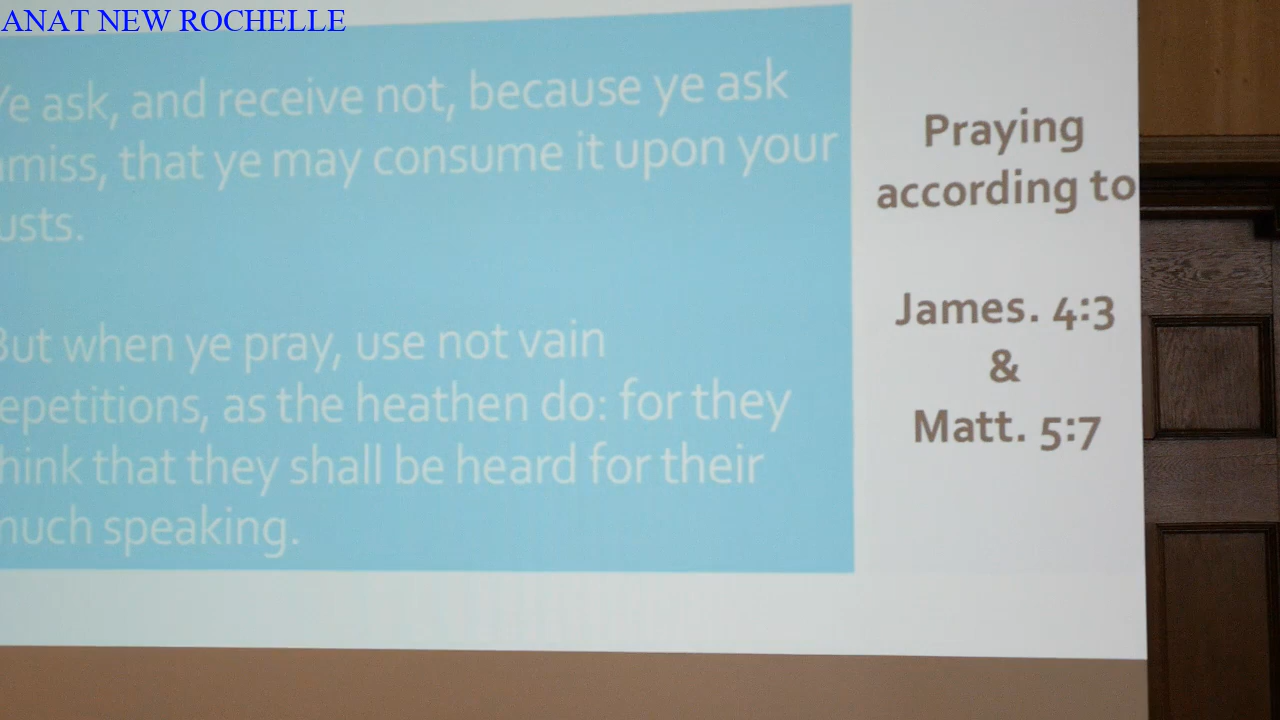 ANAT NEW ROCHELLE
Ye ask, and receive not, because ye ask
amiss, that ye may consume it upon your
usts.
But when ye pray, use not vain
epetitions, as the heathen do: for they
hink that they shall be heard for their
much speaking.
Praying
according to
James. 4:3
&
Matt. 5:7